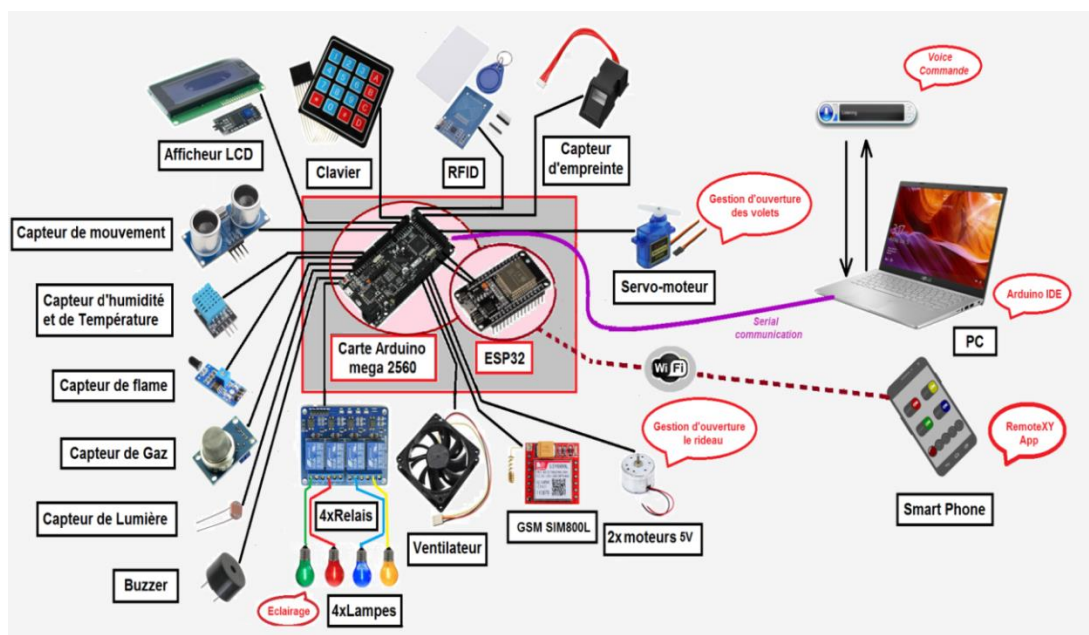 Voice
Commande
Afficheur LCD
Clavier
RFID
Capteur
d'empreinte
Gestion d'ouverture
des volets
Capteur de mouvement
Servo-moteur
Arduino IDE
Capteur d'humidité
et de Température
Serial
communication
PC
Carte Arduino
mega 2560
ESP32
Wi Fi
Capteur de flame
RemoteXY
App
Gestion d'ouverture
le rideau
Capteur de Gaz
4xRelais
Smart Phone
Capteur de Lumière
Ventilateur
GSM SIM800L
2x moteurs 5V
Buzzer
Eclairage
4xLampes